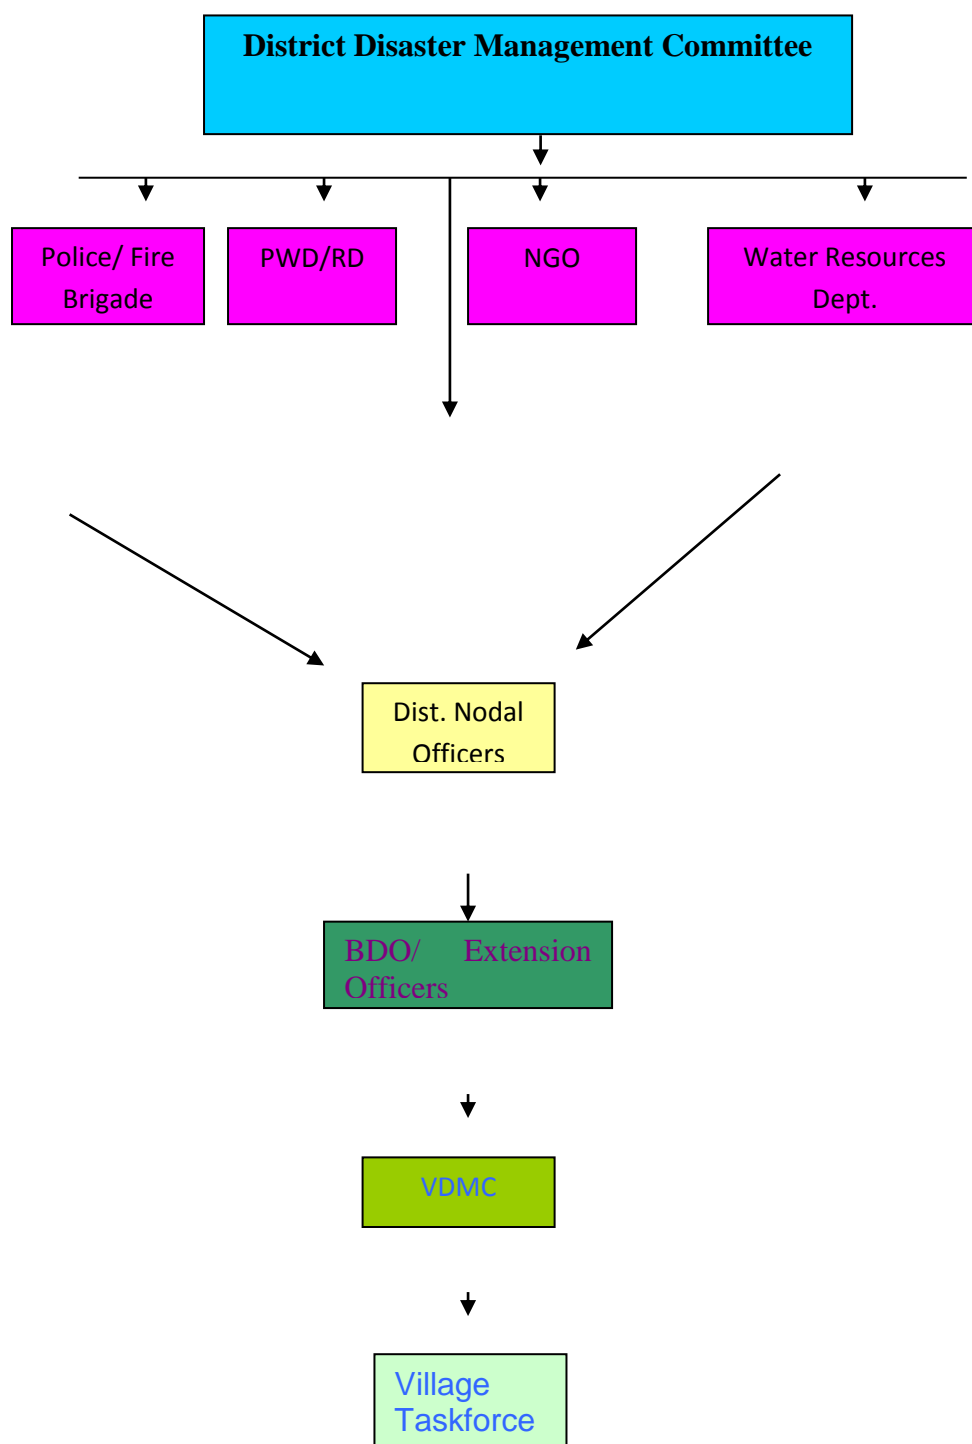 District Disaster Management Committee
Police/ Fire
Brigade
PWD/RD
NGO
Water Resources
Dept.
Dist. Nodal
Officers
BDO/ Extension
Officers
VDMC
Village
Taskforce